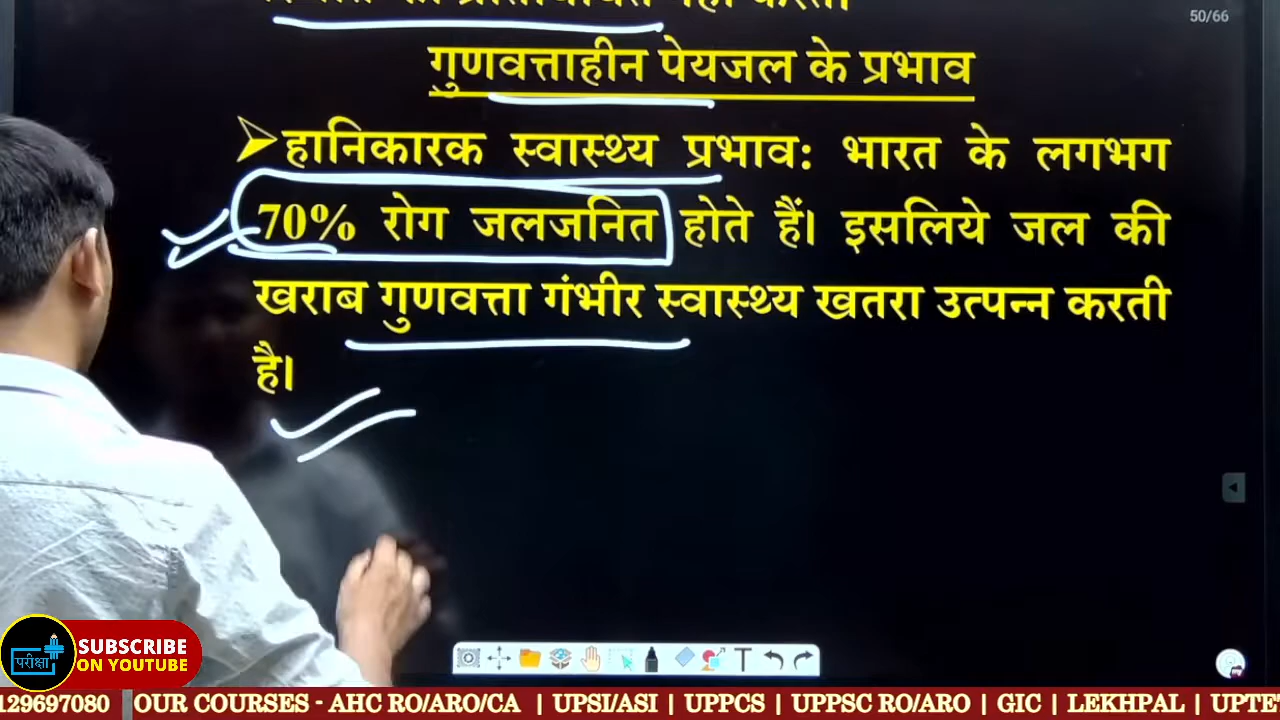 50/66
गुणवत्ताहीन पेयजल के प्रभाव
➤हानिकारक स्वास्थ्य प्रभाव: भारत के लगभग
70% रोग जलजनित होते हैं। इसलिये जल की
खराब गुणवत्ता गंभीर स्वास्थ्य खतरा उत्पन्न करती
है।
परीक्षा
SUBSCRIBE
ON YOUTUBE
129697080 OUR COURSES - AHC RO/ARO/CA | UPSI/ASI | UPPCS | UPPSC RO/ARO | GIC | LEKHPAL | UPTE